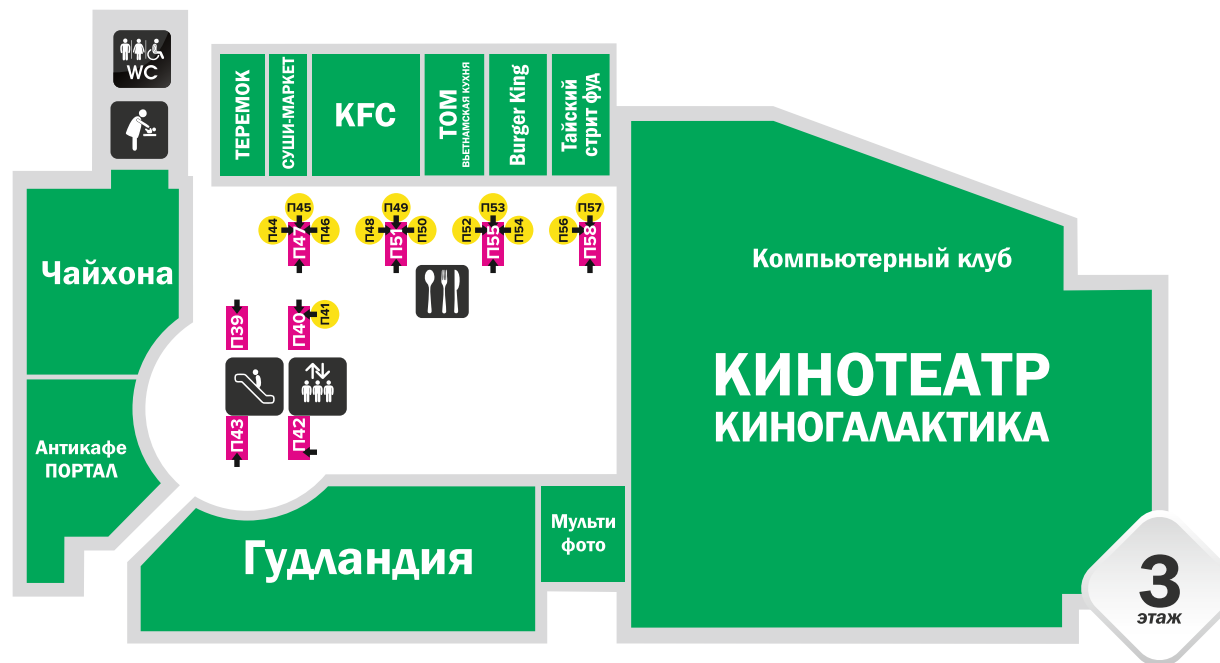 WC
ТЕРЕМОК
СУШИ-МАРКЕТ
KFC
ТОМ
ВЬЕТНАМСКАЯ КУХНЯ
Burger King
Тайский
стрит фуд
П45
П44
П46
П47
П49
П48
П50
П51
П53
П52
П54
П55
П57
П56
П58
Чайхона
Компьютерный клуб
П39
П40
П41
КИНОТЕАТР
КИНОГАЛАКТИКА
П43
П42
Антикафе
ПОРТАЛ
Гудландия
Мульти
фото
3
этаж